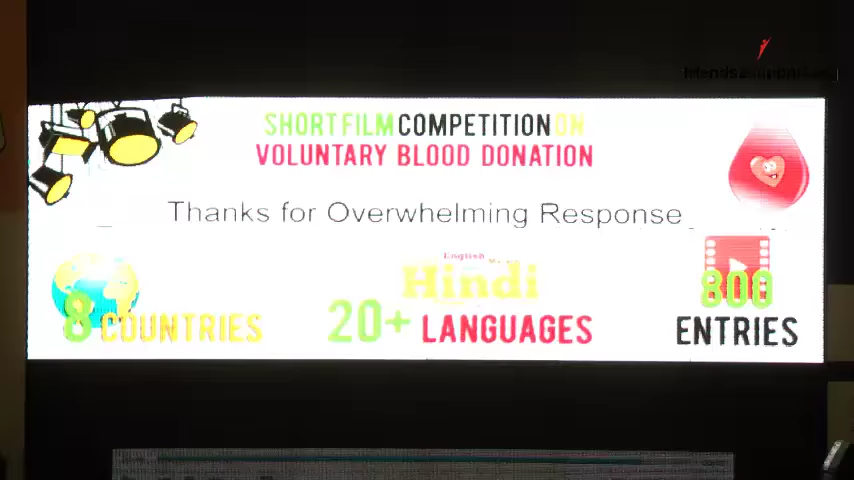 SHORT FILM COMPETITION ON
VOLUNTARY BLOOD DONATION
Thanks for Overwhelming Response
English
Hindi
8 COUNTRIES
20+ LANGUAGES
800
ENTRIES